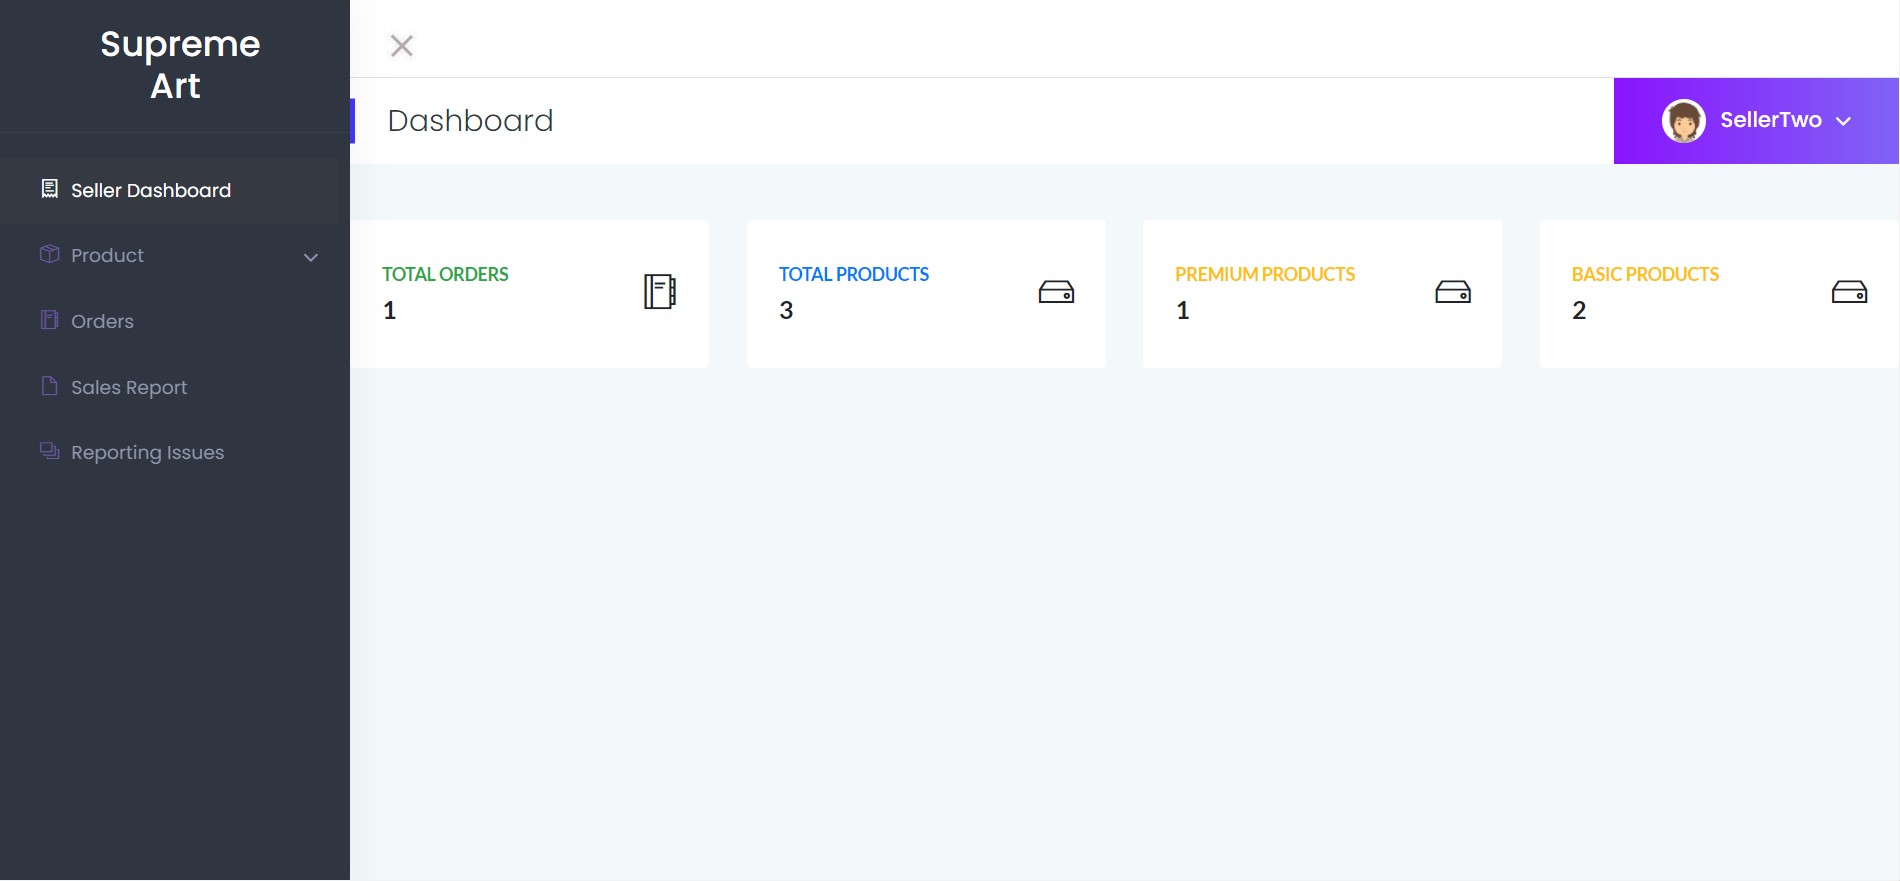 Supreme
Art
Dashboard
SellerTwo
Seller Dashboard
Product
Orders
Sales Report
Reporting Issues
TOTAL ORDERS
1
TOTAL PRODUCTS
3
PREMIUM PRODUCTS
1
BASIC PRODUCTS
2